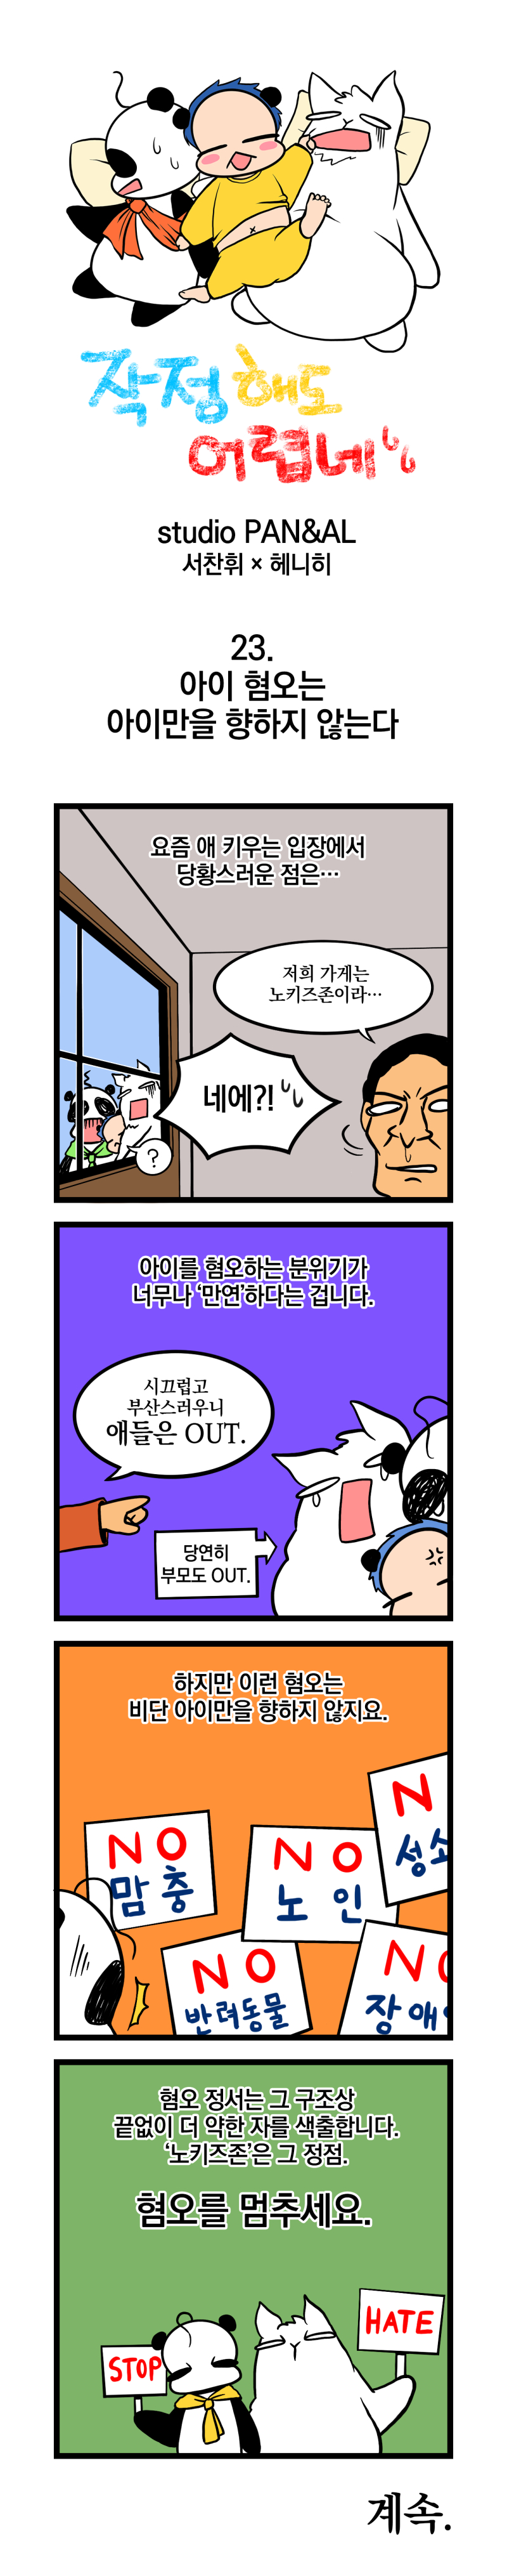 작정해도
어렵네
studio PAN&AL
서찬휘 × 헤니히
23.
아이 혐오는
아이만을 향하지 않는다
요즘 애 키우는 입장에서
당황스러운 점은…
저희 가게는
노키즈존이라…
네에?!
?
아이를 혐오하는 분위기가
너무나 ‘만연’하다는 겁니다.
시끄럽고
부산스러우니
애들은 OUT.
당연히
부모도 OUT.
하지만 이런 혐오는
비단 아이만을 향하지 않지요.
N
성소
NO
맘충
NO
노인
NO
반려동물
NO
장애
혐오 정서는 그 구조상
끝없이 더 약한 자를 색출합니다.
‘노키즈존’은 그 정점.
혐오를 멈추세요.
STOP
HATE
계속.